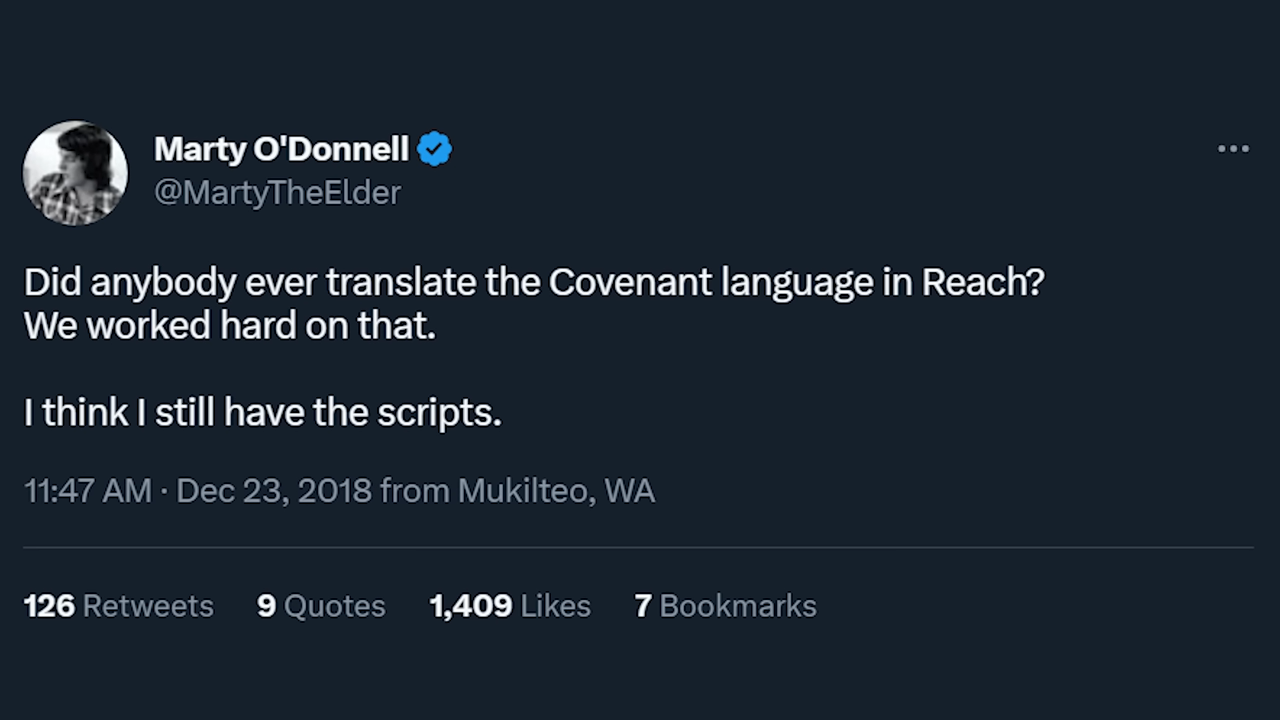 Marty O'Donnell
@MartyTheElder
Did anybody ever translate the Covenant language in Reach?
We worked hard on that.
I think I still have the scripts.
11:47 AM · Dec 23, 2018 from Mukilteo, WA
126 Retweets 9 Quotes 1,409 Likes 7 Bookmarks